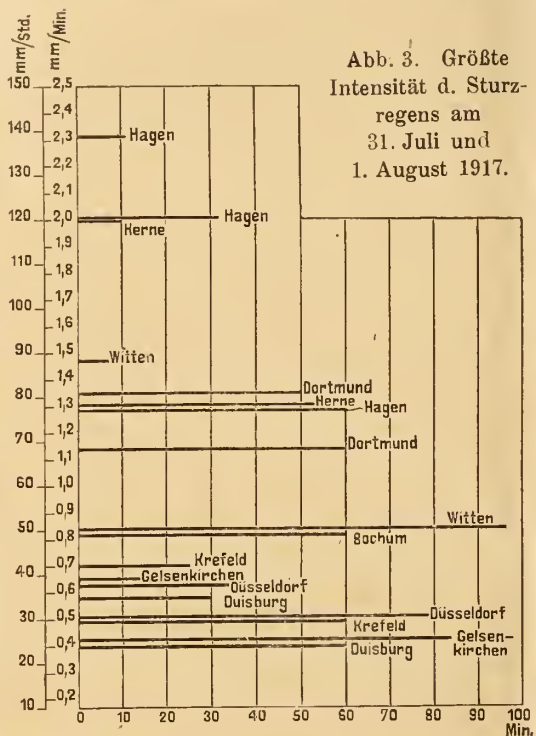 mm/Std.
mm/Min.
Abb. 3. Größte
Intensität d. Sturz-
regens am
31. Juli und
1. August 1917.
150 2,5
2,4
140 2,3 Hagen
130 2,2
2,1
120 2,0 Hagen
Kerne
1,9
110 1,8
100 1,7
1,6
90 1,5 Witten
1,4
80 Dortmund
1,3 Herne
Hagen
70 1,2
1,1 Dortmund
60 1,0
50 0,9 Witten
0,8 Bochum
40 0,7 Krefeld
Gelsenkirchen
0,6 Düsseldorf
Duisburg
30 0,5 Düsseldorf
Krefeld
20 0,4 Gelsen-
kirchen
Duisburg
0,3
10 0,2
0 10 20 30 40 50 60 70 80 90 100
Min.